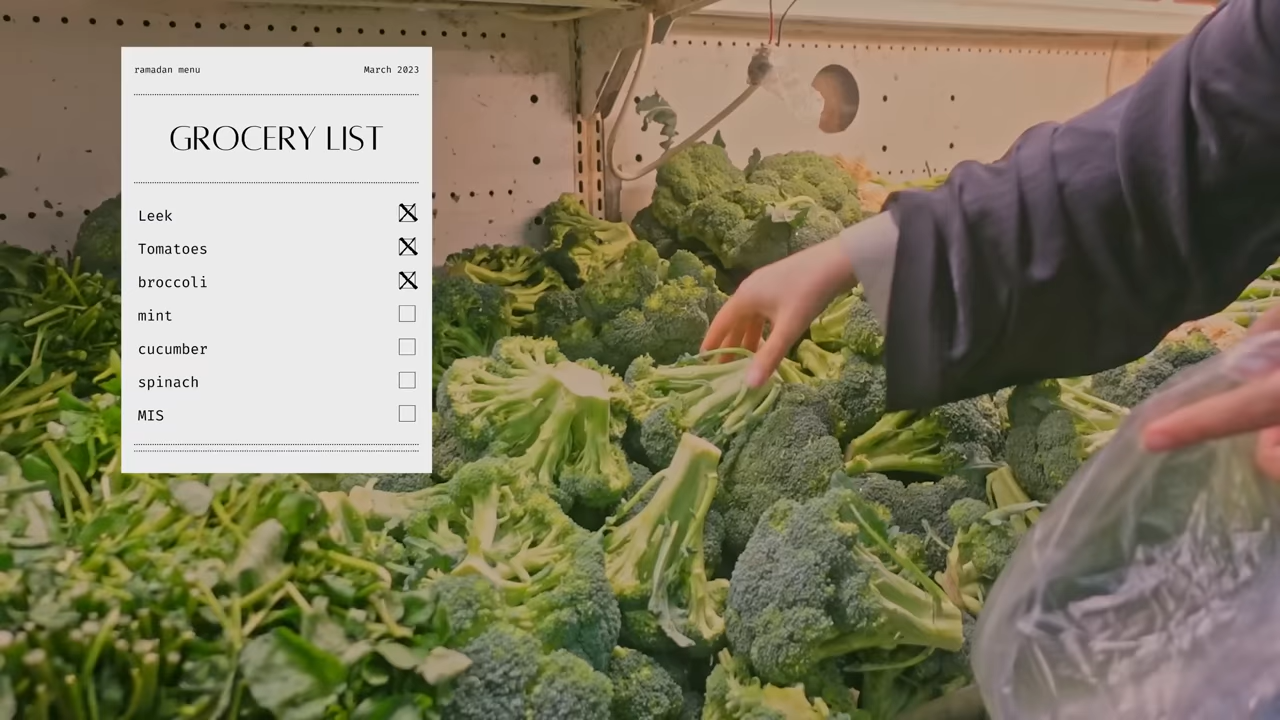 ramadan menu March 2023
GROCERY LIST
Leek
Tomatoes
broccoli
mint
cucumber
spinach
MIS